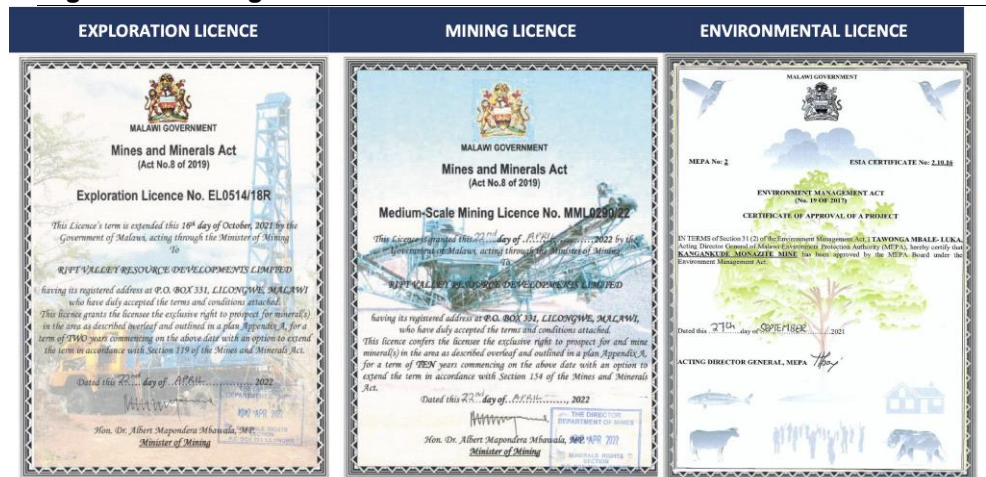 EXPLORATION LICENCE
MINING LICENCE
ENVIRONMENTAL LICENCE
MALAWI GOVERNMENT
Mines and Minerals Act
(Act No.8 of 2019)
Exploration Licence No. EL0514/18R
This Licence's term is extended this 16th day of October, 2021 by the
Government of Malawi, acting through the Minister of Mining
To
RIFT VALLEY RESOURCE DEVELOPMENTS LIMITED
having its registered address at P.O. BOX 331, LILONGWE, MALAWI
who have duly accepted the terms and conditions attached.
This licence grants the licensee the exclusive right to prospect for mineral(s)
in the area as described overleaf and outlined in a plan Appendix A, for a
term of TWO years commencing on the above date with an option to extend
the term in accordance with Section 119 of the Mines and Minerals Act.
Dated this 22nd day of APRIL 2022
Hon. Dr. Albert Mapondera Mbawala, MP.
Minister of Mining
MALAWI GOVERNMENT
Mines and Minerals Act
(Act No.8 of 2019)
Medium-Scale Mining Licence No. MML0290/22
This Licence is granted this 22nd day of APRIL 2022 by the
Government of Malawi, acting through the Minister of Mining
To
RIFT VALLEY RESOURCE DEVELOPMENTS LIMITED
having its registered address at P.O. BOX 331, LILONGWE, MALAWI,
who have duly accepted the terms and conditions attached.
This licence confers the licensee the exclusive right to prospect for and mine
mineral(s) in the area as described overleaf and outlined in a plan Appendix A,
for a term of TEN years commencing on the above date with an option to
extend the term in accordance with Section 154 of the Mines and Minerals
Act.
Dated this 22nd day of APRIL, 2022
THE DIRECTOR
DEPARTMENT OF MINES
APR 2022
MINERALS RIGHTS
SECTION
Hon. Dr. Albert Mapondera Mbawala, MP.
Minister of Mining
MALAWI GOVERNMENT
MEPA No: 2
ESIA CERTIFICATE No: 2.10.16
ENVIRONMENT MANAGEMENT ACT
(No. 19 OF 2017)
CERTIFICATE OF APPROVAL OF A PROJECT
IN TERMS of Section 31 (2) of the Environment Management Act, I TAWONGA MBALE- LUKA,
Acting Director General of Malawi Environment Protection Authority (MEPA), hereby certify that
KANGANKUDE MONAZITE MINE has been approved by the MEPA Board under the
Environment Management Act.
Dated this 27th day of SEPTEMBER 2021
ACTING DIRECTOR GENERAL, MEPA